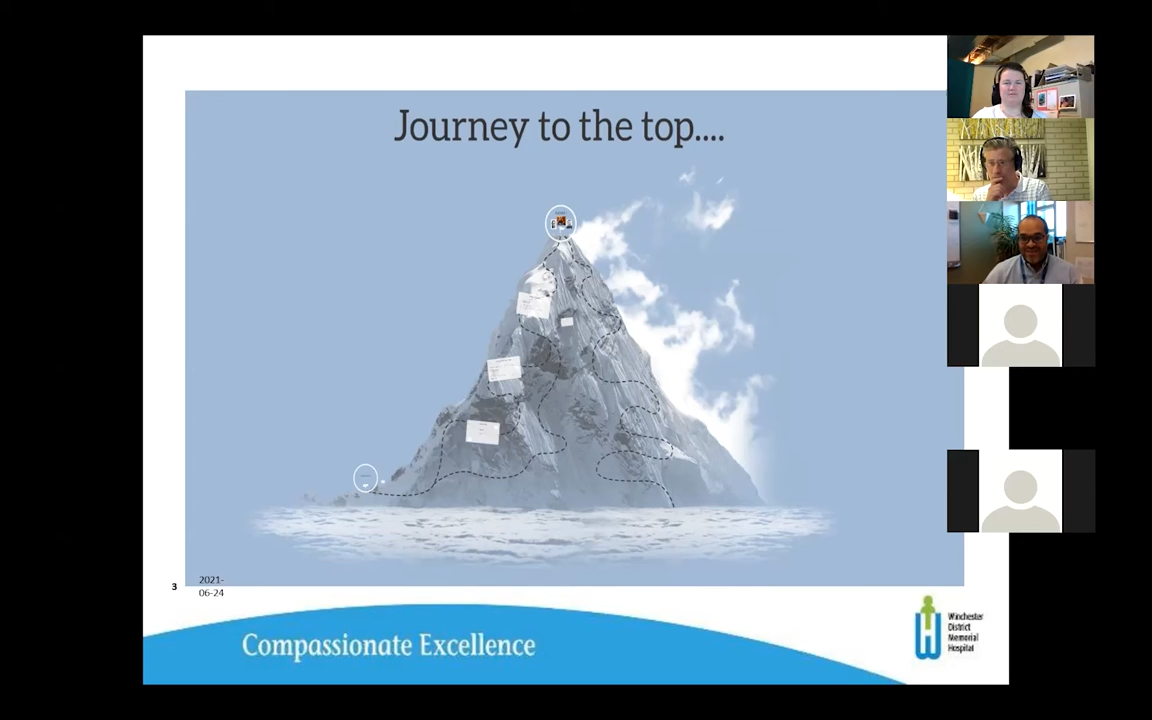 Journey to the top....
3
2021-
06-24
Compassionate Excellence
Winchester
District
Memorial
Hospital